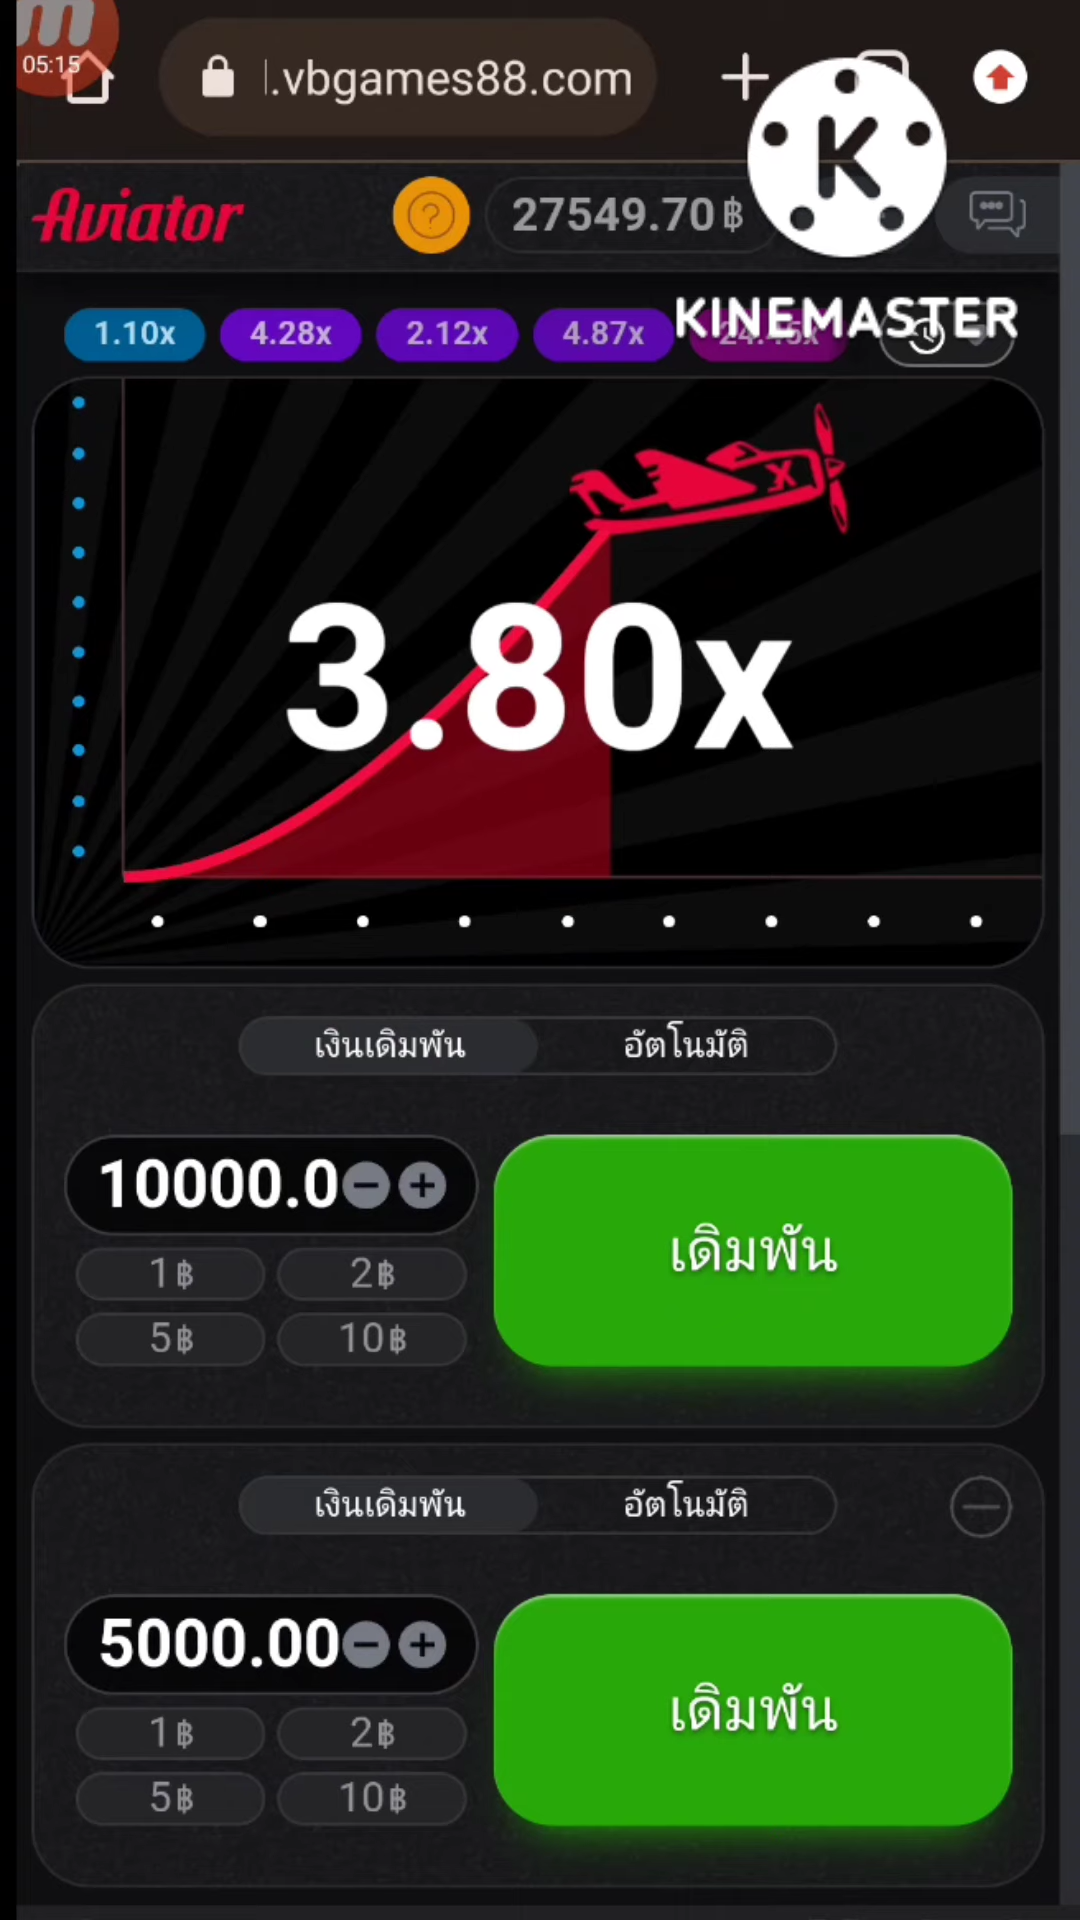 05:15
l.vbgames88.com
K
Aviator
? 27549.70฿
KINEMASTER
1.10x 4.28x 2.12x 4.87x 24.45x
X
3.80x
เงินเดิมพัน อัตโนมัติ
10000.0 − +
เดิมพัน
1฿ 2฿
5฿ 10฿
เงินเดิมพัน อัตโนมัติ
5000.00 − +
เดิมพัน
1฿ 2฿
5฿ 10฿